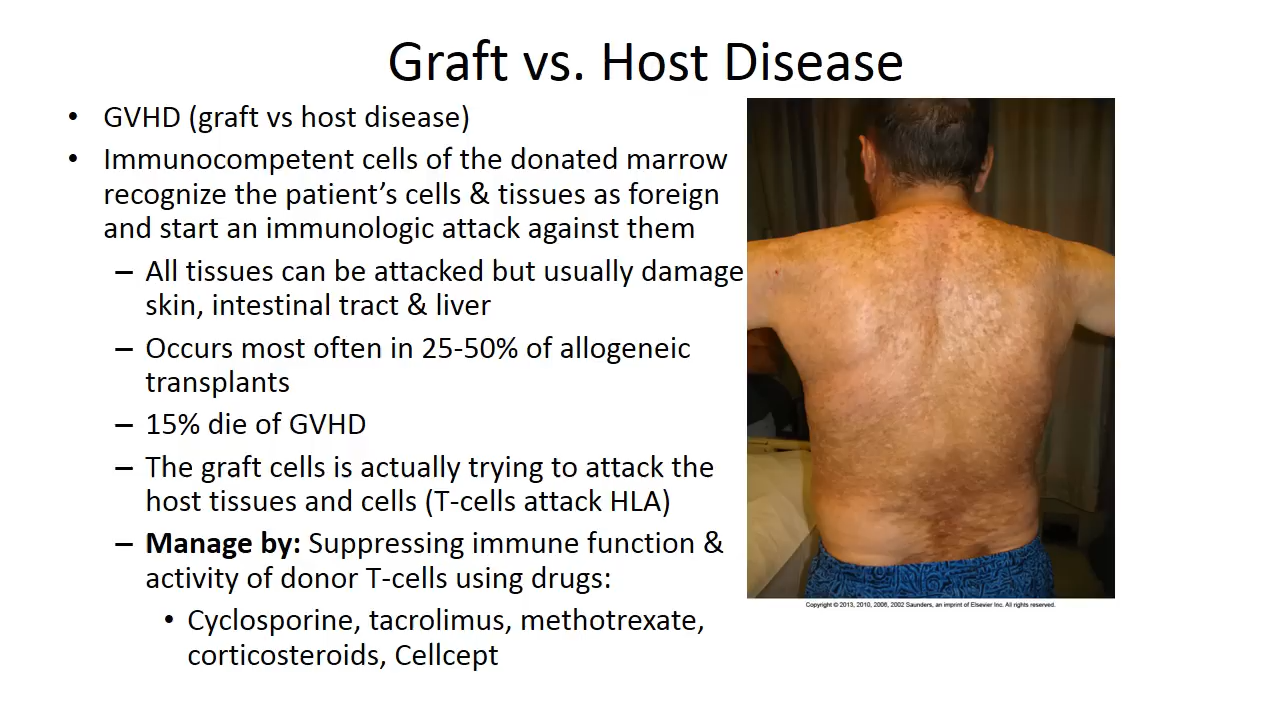 Graft vs. Host Disease
• GVHD (graft vs host disease)
• Immunocompetent cells of the donated marrow
recognize the patient's cells & tissues as foreign
and start an immunologic attack against them
– All tissues can be attacked but usually damage
skin, intestinal tract & liver
– Occurs most often in 25-50% of allogeneic
transplants
– 15% die of GVHD
– The graft cells is actually trying to attack the
host tissues and cells (T-cells attack HLA)
– Manage by: Suppressing immune function &
activity of donor T-cells using drugs:
• Cyclosporine, tacrolimus, methotrexate,
corticosteroids, Cellcept
Copyright © 2013, 2010, 2006, 2002 Saunders, an imprint of Elsevier Inc. All rights reserved.